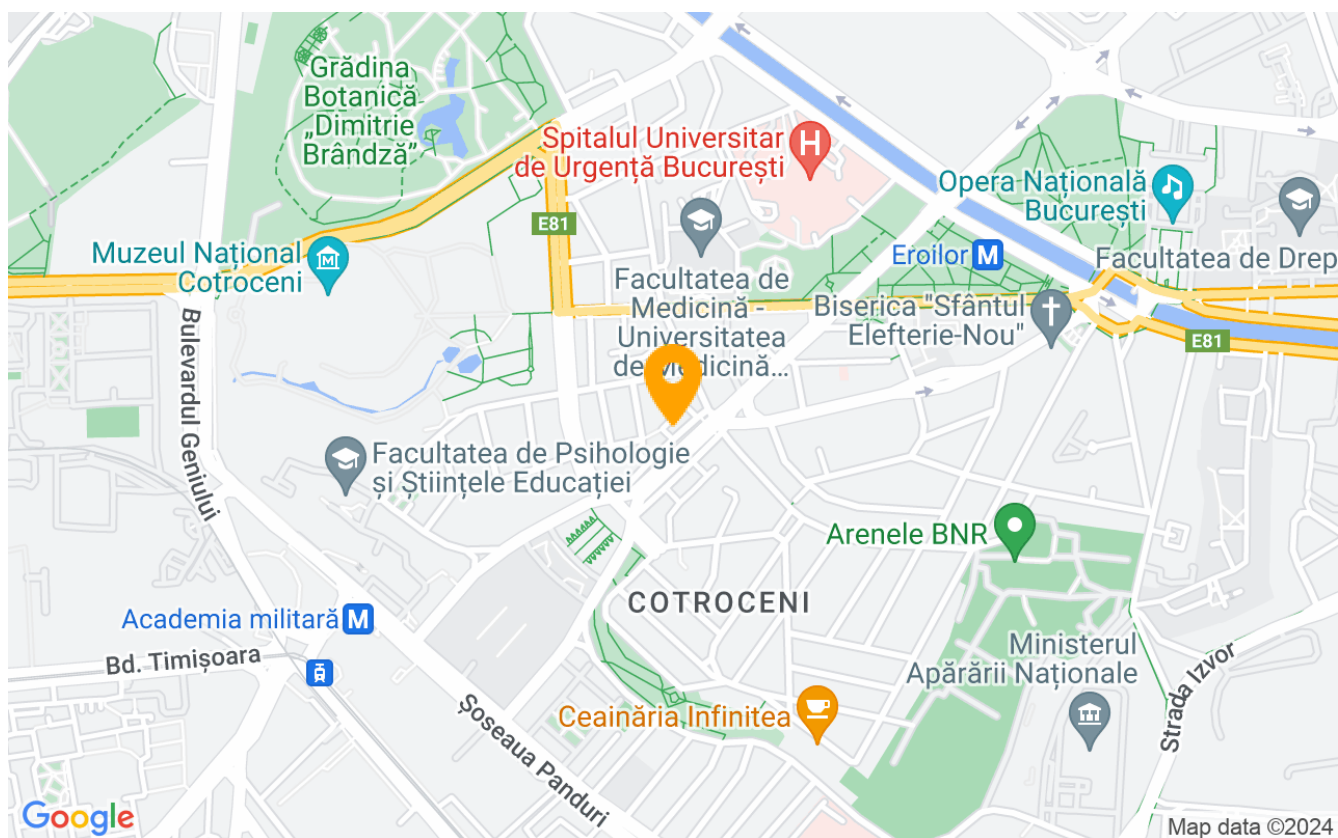 Grădina
Botanică
„Dimitrie
Brândză”
Spitalul Universitar
de Urgență București
H
Opera Națională
București
E81
Muzeul Național
Cotroceni
M
Facultatea de
Medicină -
Universitatea
de Medicină...
Eroilor M
Facultatea de Drep
Biserica "Sfântul
Elefterie-Nou"
E81
Bulevardul Geniului
Facultatea de Psihologie
și Științele Educației
Arenele BNR
COTROCENI
Academia militară M
Bd. Timișoara
Ministerul
Apărării Naționale
Strada Izvor
Șoseaua Panduri
Ceainăria Infinitea
Google
Map data ©2024